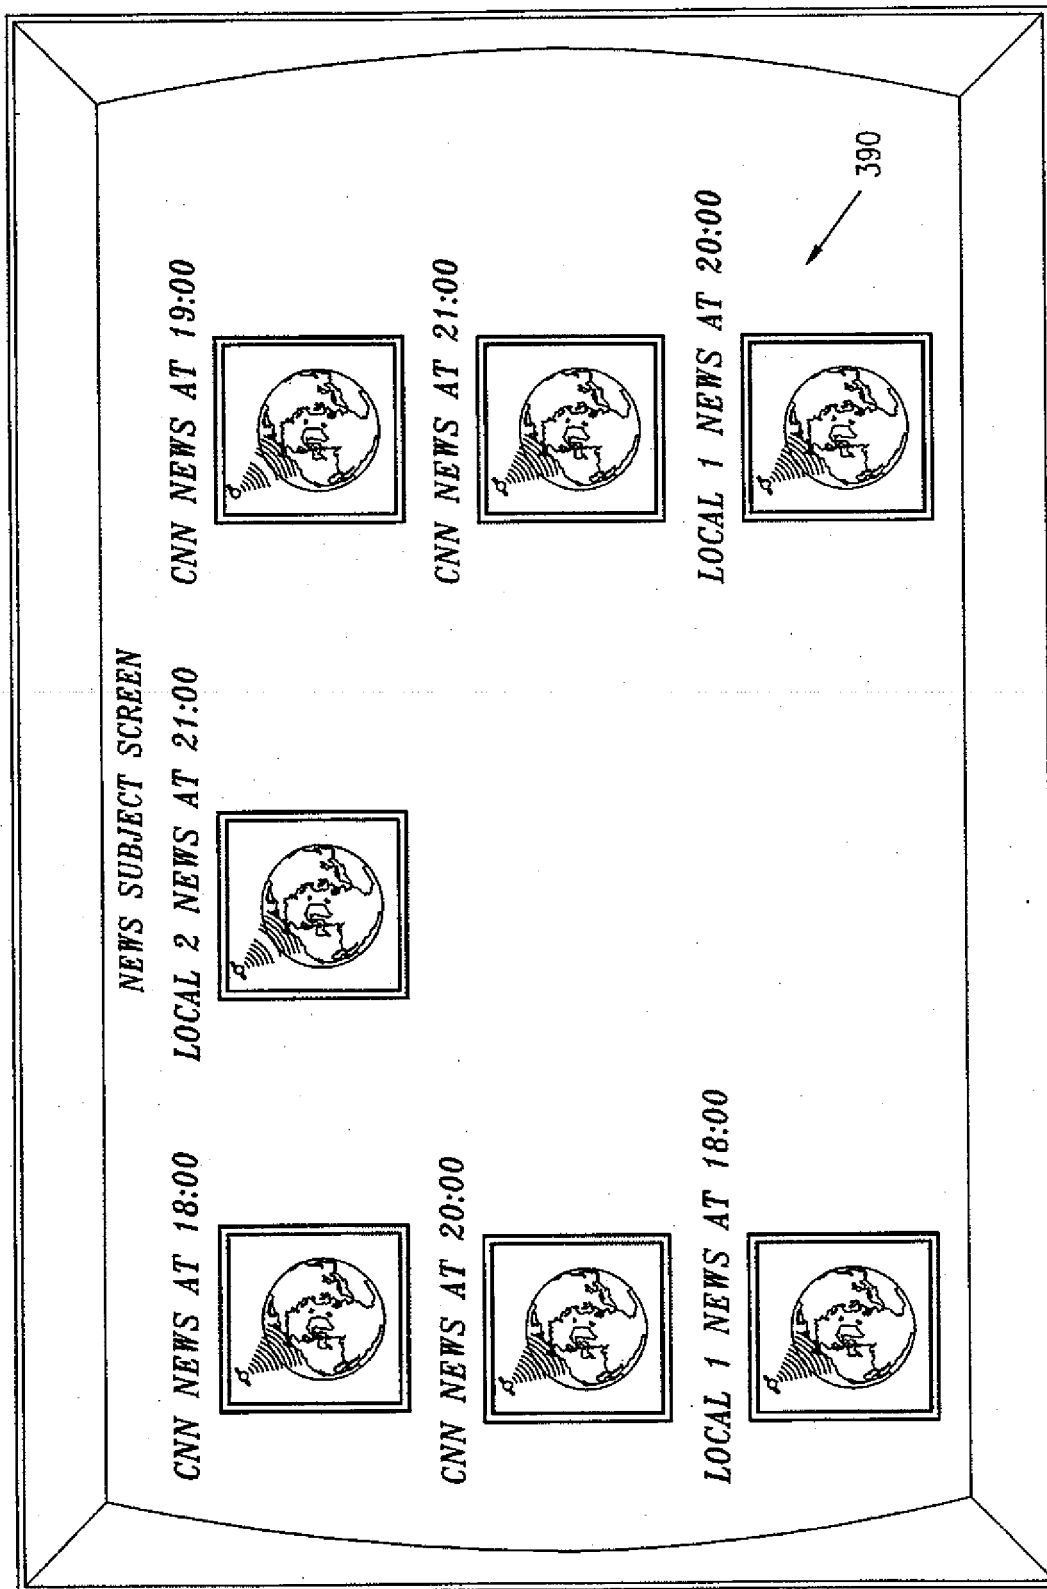 NEWS SUBJECT SCREEN
CNN NEWS AT 18:00
LOCAL 2 NEWS AT 21:00
CNN NEWS AT 19:00
CNN NEWS AT 20:00
CNN NEWS AT 21:00
LOCAL 1 NEWS AT 18:00
LOCAL 1 NEWS AT 20:00
390